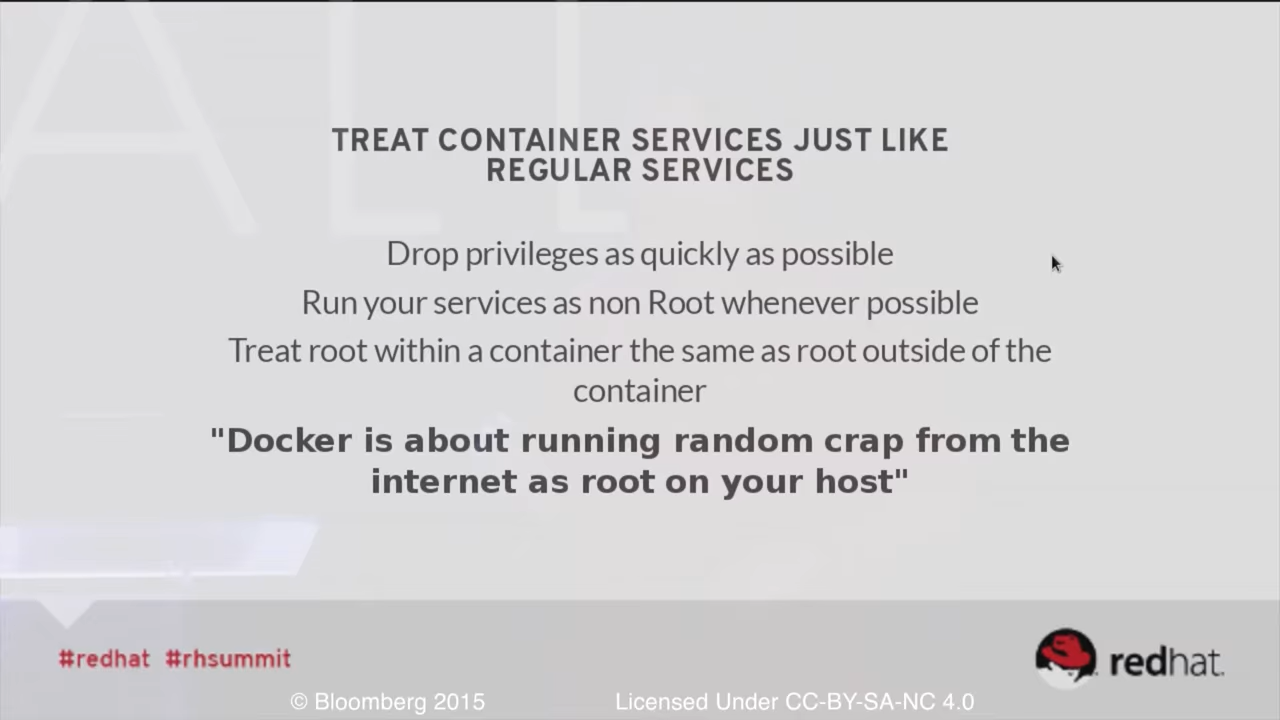 ALL
TREAT CONTAINER SERVICES JUST LIKE
REGULAR SERVICES
Drop privileges as quickly as possible
Run your services as non Root whenever possible
Treat root within a container the same as root outside of the
container
"Docker is about running random crap from the
internet as root on your host"
#redhat #rhsummit
redhat.
© Bloomberg 2015 Licensed Under CC-BY-SA-NC 4.0